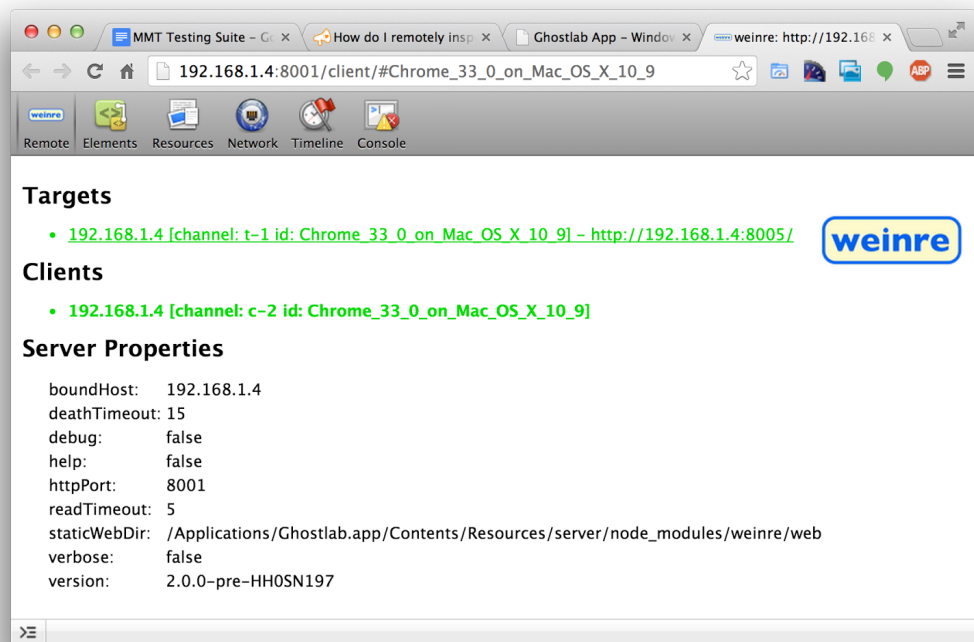 MMT Testing Suite – Go
How do I remotely insp
Ghostlab App – Window
weinre: http://192.168
192.168.1.4:8001/client/#Chrome_33_0_on_Mac_OS_X_10_9
ABP
weinre
Remote Elements Resources Network Timeline Console
Targets
• 192.168.1.4 [channel: t-1 id: Chrome_33_0_on_Mac_OS_X_10_9] – http://192.168.1.4:8005/
weinre
Clients
• 192.168.1.4 [channel: c-2 id: Chrome_33_0_on_Mac_OS_X_10_9]
Server Properties
boundHost: 192.168.1.4
deathTimeout: 15
debug: false
help: false
httpPort: 8001
readTimeout: 5
staticWebDir: /Applications/Ghostlab.app/Contents/Resources/server/node_modules/weinre/web
verbose: false
version: 2.0.0-pre-HH0SN197